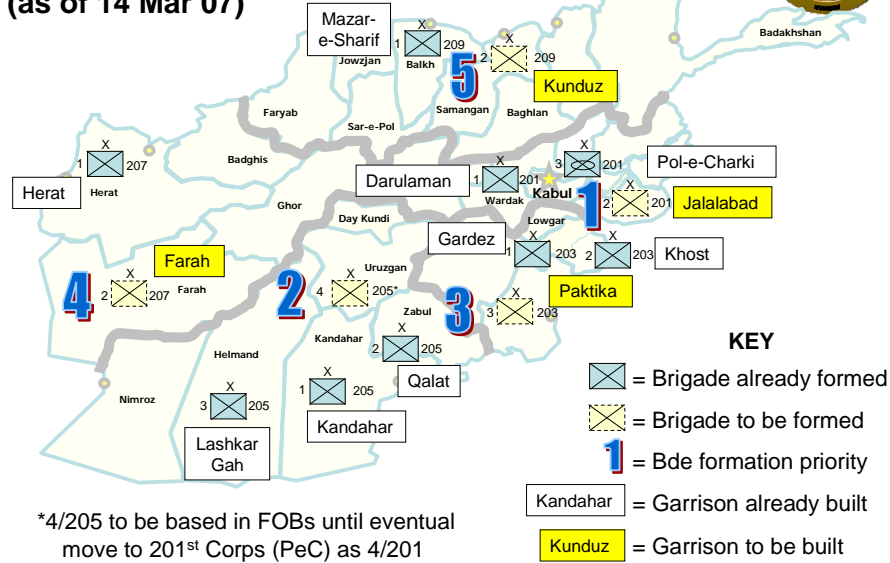 (as of 14 Mar 07)
Mazar-
e-Sharif
Badakhshan
X
1 209
Jowzjan
Balkh
X
2 209
5
Kunduz
Samangan
Baghlan
Faryab
Sar-e-Pol
Badghis
X
1 207
Herat
Herat
Darulaman
X
1 201
Wardak
Kabul
X
3 201
Pol-e-Charki
1
X
2 201
Jalalabad
Ghor
Day Kundi
Lowgar
Gardez
X
1 203
X
2 203
Khost
Paktika
Farah
4
X
2 207
Farah
2
X
4 205*
Uruzgan
3
X
3 203
Zabul
Kandahar
X
2 205
Qalat
Helmand
X
1 205
Kandahar
Nimroz
X
3 205
Lashkar
Gah
KEY
X = Brigade already formed
X = Brigade to be formed
1 = Bde formation priority
Kandahar = Garrison already built
Kunduz = Garrison to be built
*4/205 to be based in FOBs until eventual
move to 201st Corps (PeC) as 4/201